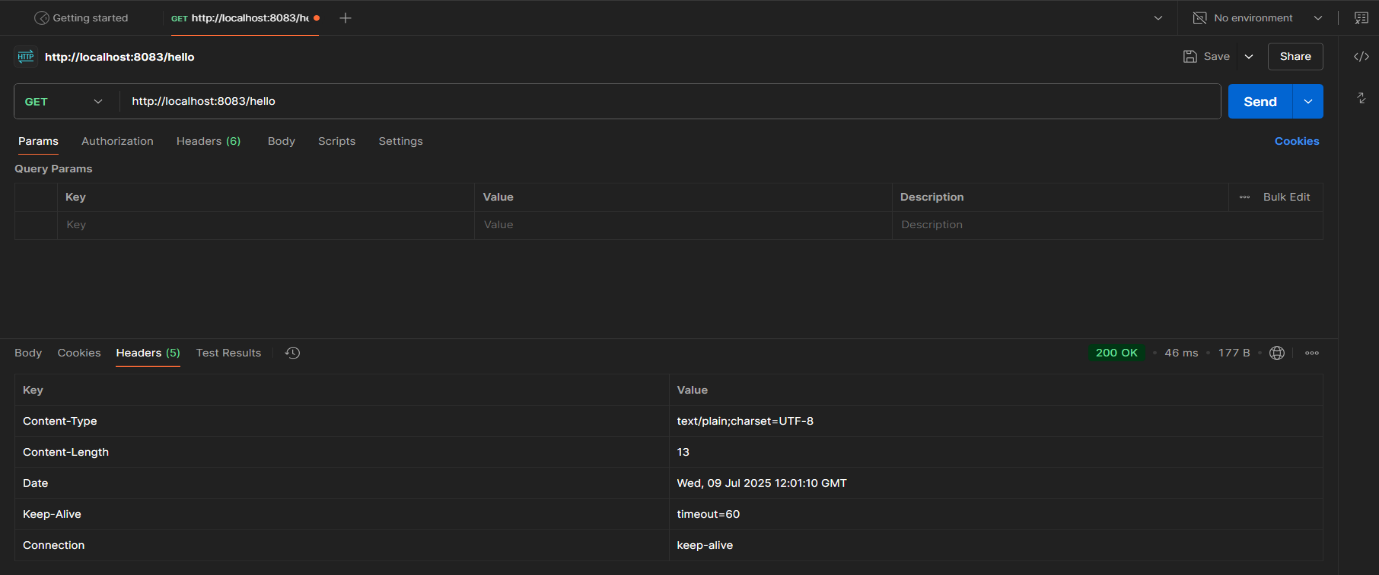 Getting started GET http://localhost:8083/h No environment
HTTP http://localhost:8083/hello Save Share
GET http://localhost:8083/hello Send
Params Authorization Headers (6) Body Scripts Settings Cookies
Query Params
Key Value Description Bulk Edit
Key Value Description
Body Cookies Headers (5) Test Results 200 OK 46 ms 177 B
Key Value
Content-Type text/plain;charset=UTF-8
Content-Length 13
Date Wed, 09 Jul 2025 12:01:10 GMT
Keep-Alive timeout=60
Connection keep-alive